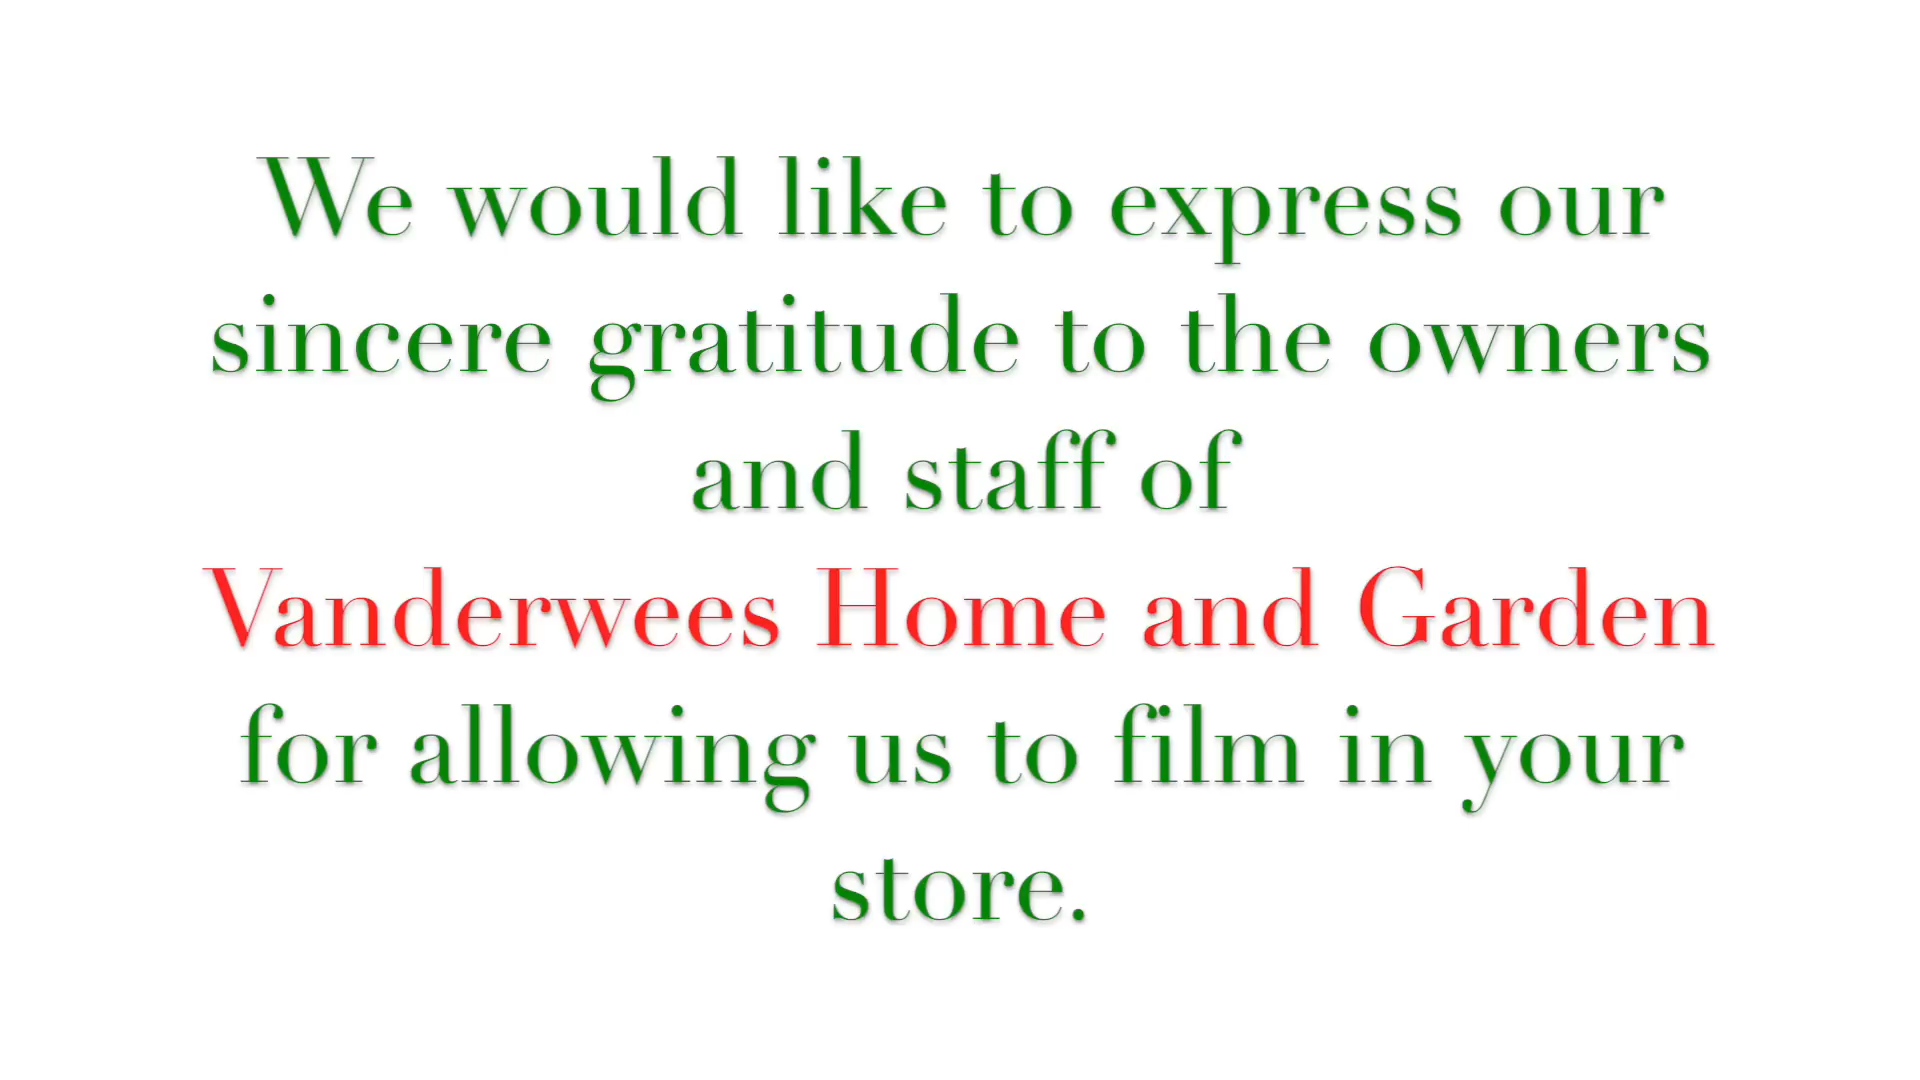 We would like to express our
sincere gratitude to the owners
and staff of
Vanderwees Home and Garden
for allowing us to film in your
store.